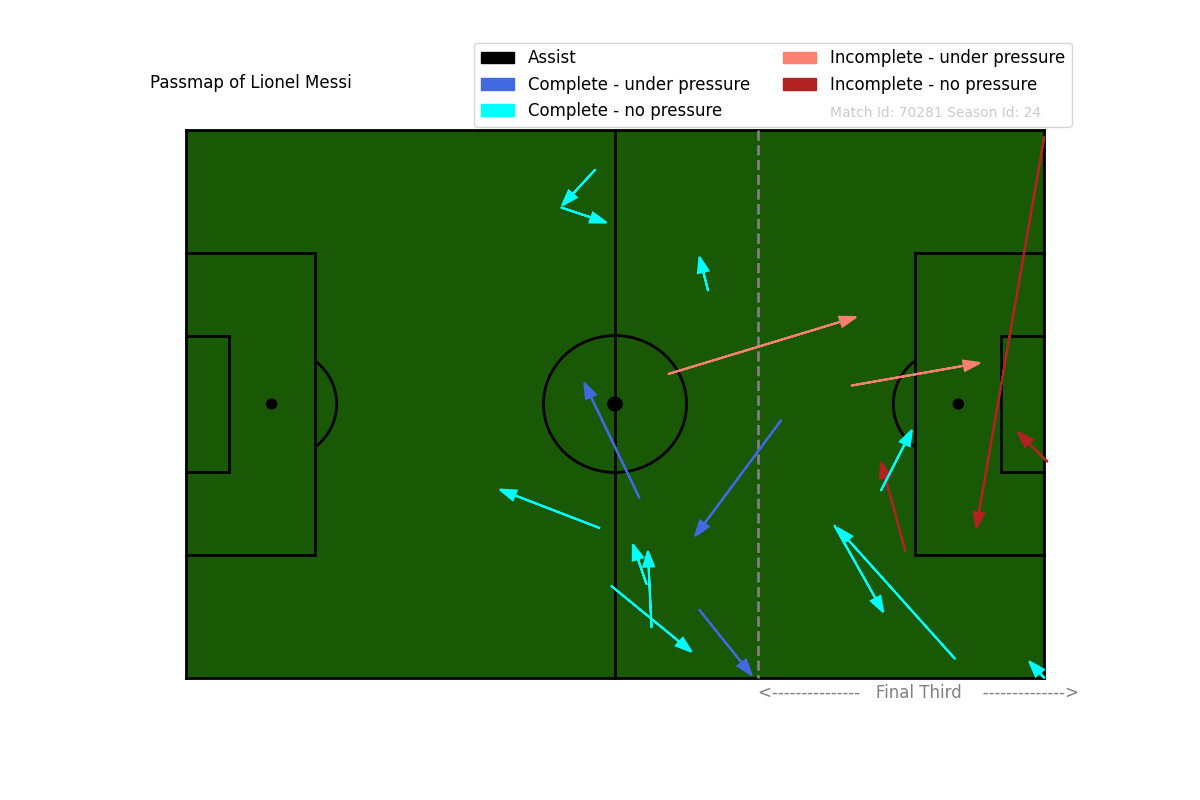 Passmap of Lionel Messi
Assist
Complete - under pressure
Complete - no pressure
Incomplete - under pressure
Incomplete - no pressure
Match Id: 70281 Season Id: 24
<--------------- Final Third -------------->